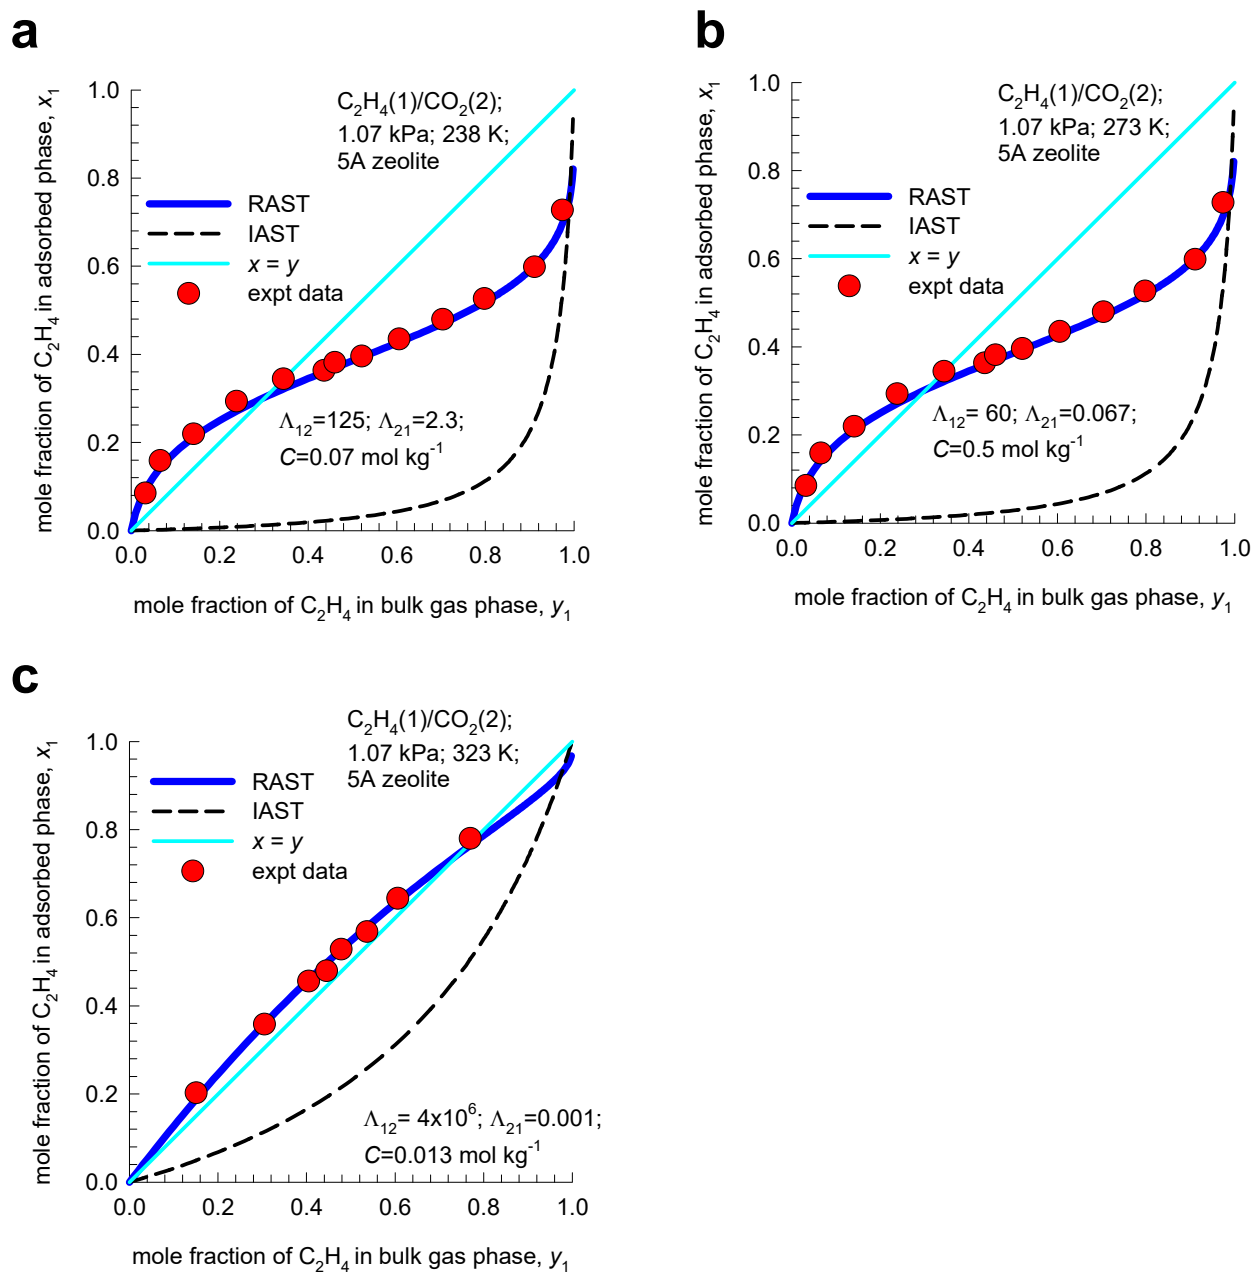 a
C₂H₄(1)/CO₂(2);
1.07 kPa; 238 K;
5A zeolite
RAST
IAST
x = y
expt data
Λ₁₂=125; Λ₂₁=2.3;
C=0.07 mol kg⁻¹
mole fraction of C₂H₄ in adsorbed phase, x₁
1.0
0.8
0.6
0.4
0.2
0.0
0.0 0.2 0.4 0.6 0.8 1.0
mole fraction of C₂H₄ in bulk gas phase, y₁
b
C₂H₄(1)/CO₂(2);
1.07 kPa; 273 K;
5A zeolite
RAST
IAST
x = y
expt data
Λ₁₂= 60; Λ₂₁=0.067;
C=0.5 mol kg⁻¹
mole fraction of C₂H₄ in adsorbed phase, x₁
1.0
0.8
0.6
0.4
0.2
0.0
0.0 0.2 0.4 0.6 0.8 1.0
mole fraction of C₂H₄ in bulk gas phase, y₁
c
C₂H₄(1)/CO₂(2);
1.07 kPa; 323 K;
5A zeolite
RAST
IAST
x = y
expt data
Λ₁₂= 4x10⁶; Λ₂₁=0.001;
C=0.013 mol kg⁻¹
mole fraction of C₂H₄ in adsorbed phase, x₁
1.0
0.8
0.6
0.4
0.2
0.0
0.0 0.2 0.4 0.6 0.8 1.0
mole fraction of C₂H₄ in bulk gas phase, y₁